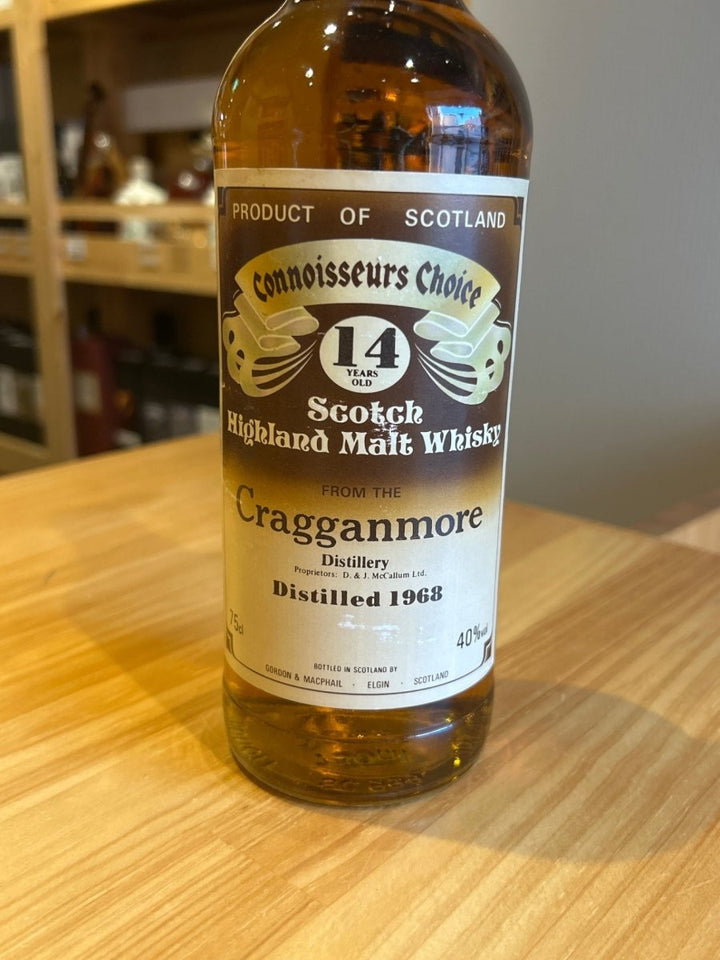 PRODUCT OF SCOTLAND
Connoisseurs Choice
14
YEARS
OLD
Scotch
Highland Malt Whisky
FROM THE
Cragganmore
Distillery
Proprietors: D. & J. McCallum Ltd.
Distilled 1968
75cl
40%vol
BOTTLED IN SCOTLAND BY
GORDON & MACPHAIL · ELGIN · SCOTLAND